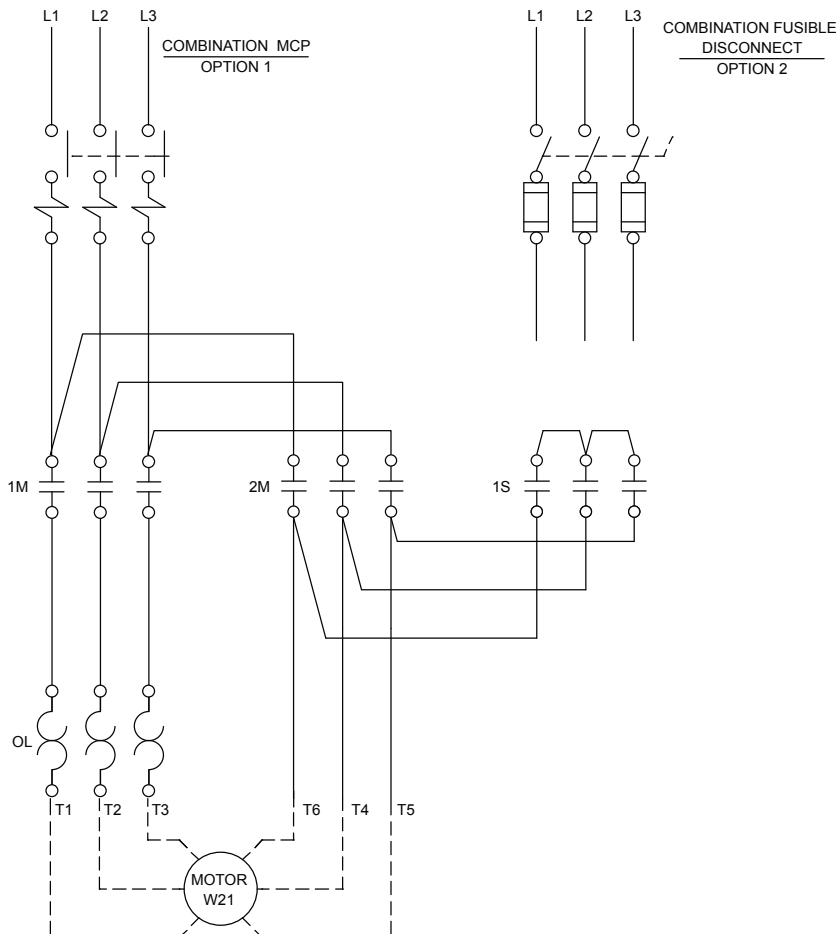 L1 L2 L3
COMBINATION MCP
OPTION 1
L1 L2 L3
COMBINATION FUSIBLE
DISCONNECT
OPTION 2
1M
2M
1S
OL
T1 T2 T3 T6 T4 T5
MOTOR
W21